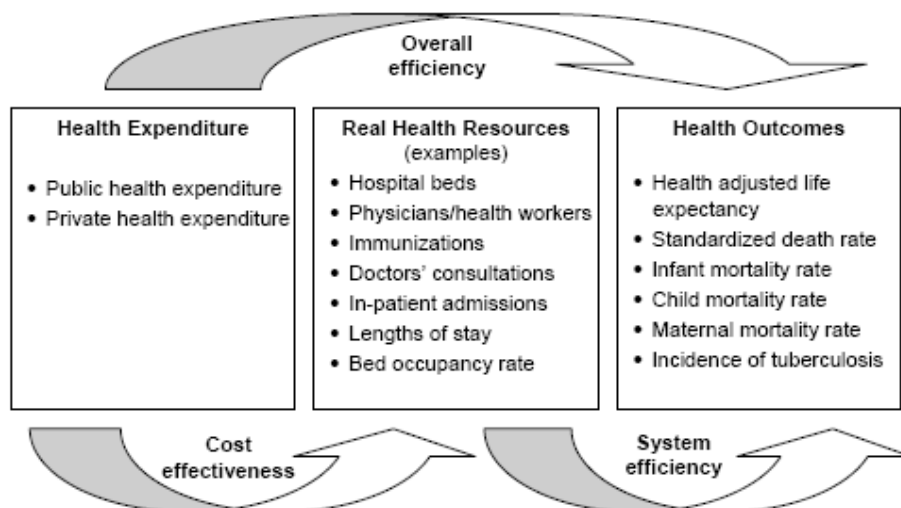 Overall
efficiency
Health Expenditure
• Public health expenditure
• Private health expenditure
Real Health Resources
(examples)
• Hospital beds
• Physicians/health workers
• Immunizations
• Doctors' consultations
• In-patient admissions
• Lengths of stay
• Bed occupancy rate
Health Outcomes
• Health adjusted life
expectancy
• Standardized death rate
• Infant mortality rate
• Child mortality rate
• Maternal mortality rate
• Incidence of tuberculosis
Cost
effectiveness
System
efficiency